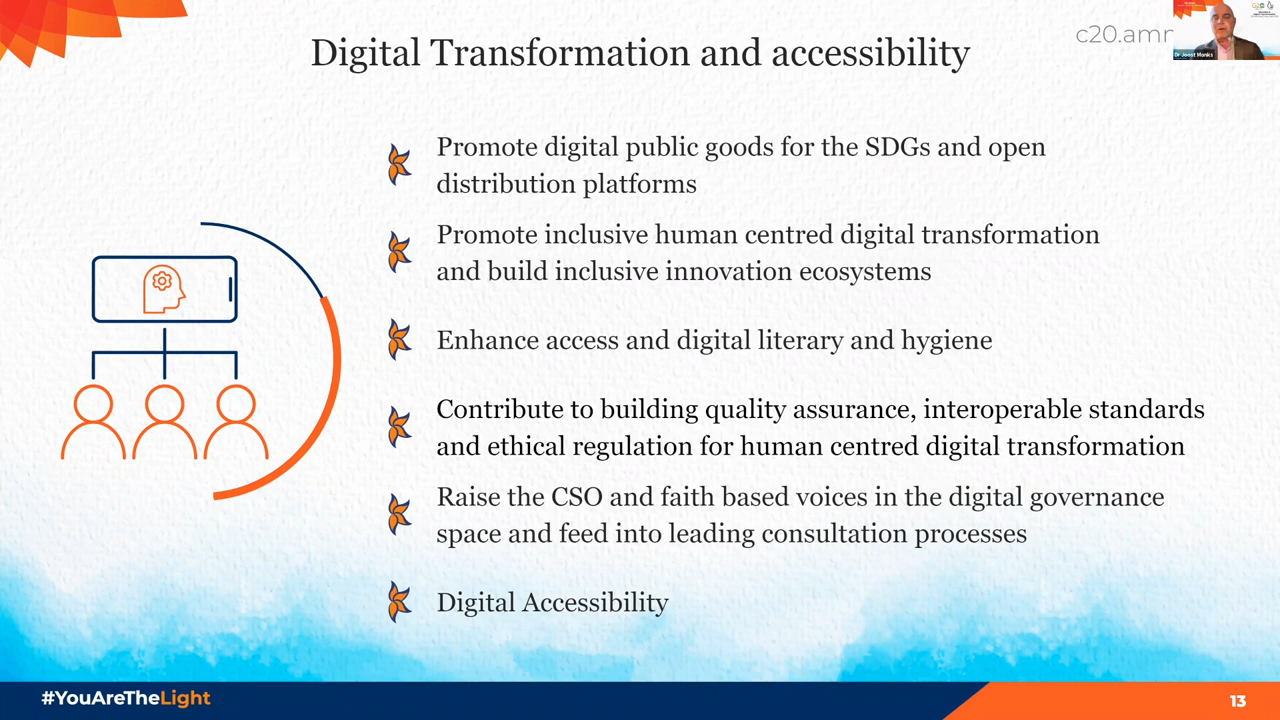 Digital Transformation and accessibility
c20.amr
Dr Joost Monks
Promote digital public goods for the SDGs and open
distribution platforms
Promote inclusive human centred digital transformation
and build inclusive innovation ecosystems
Enhance access and digital literary and hygiene
Contribute to building quality assurance, interoperable standards
and ethical regulation for human centred digital transformation
Raise the CSO and faith based voices in the digital governance
space and feed into leading consultation processes
Digital Accessibility
#YouAreTheLight
13